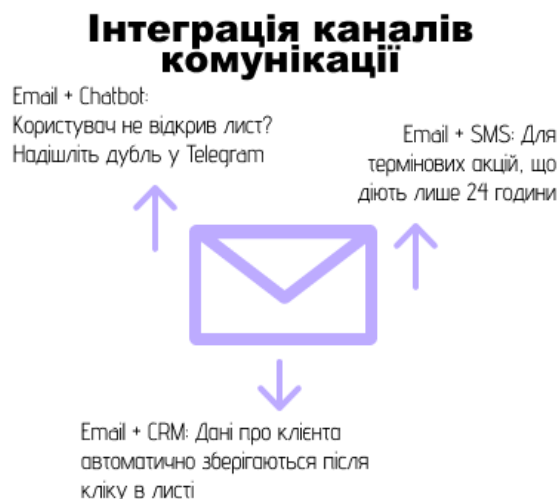 Інтеграція каналів
комунікації
Email + Chatbot:
Користувач не відкрив лист?
Надішліть дубль у Telegram
Email + SMS: Для
термінових акцій, що
діють лише 24 години
Email + CRM: Дані про клієнта
автоматично зберігаються після
кліку в листі